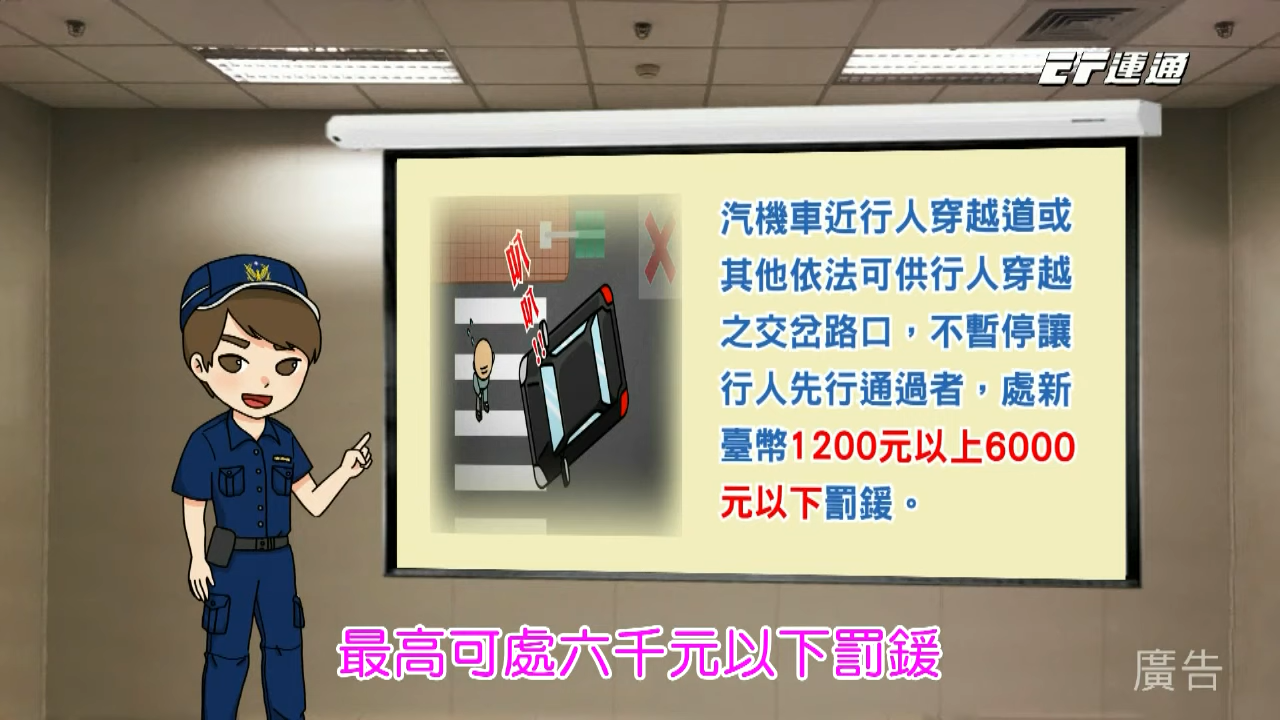 ET運通
叭
叭!!
汽機車近行人穿越道或
其他依法可供行人穿越
之交岔路口，不暫停讓
行人先行通過者，處新
臺幣1200元以上6000
元以下罰鍰。
最高可處六千元以下罰鍰
廣告